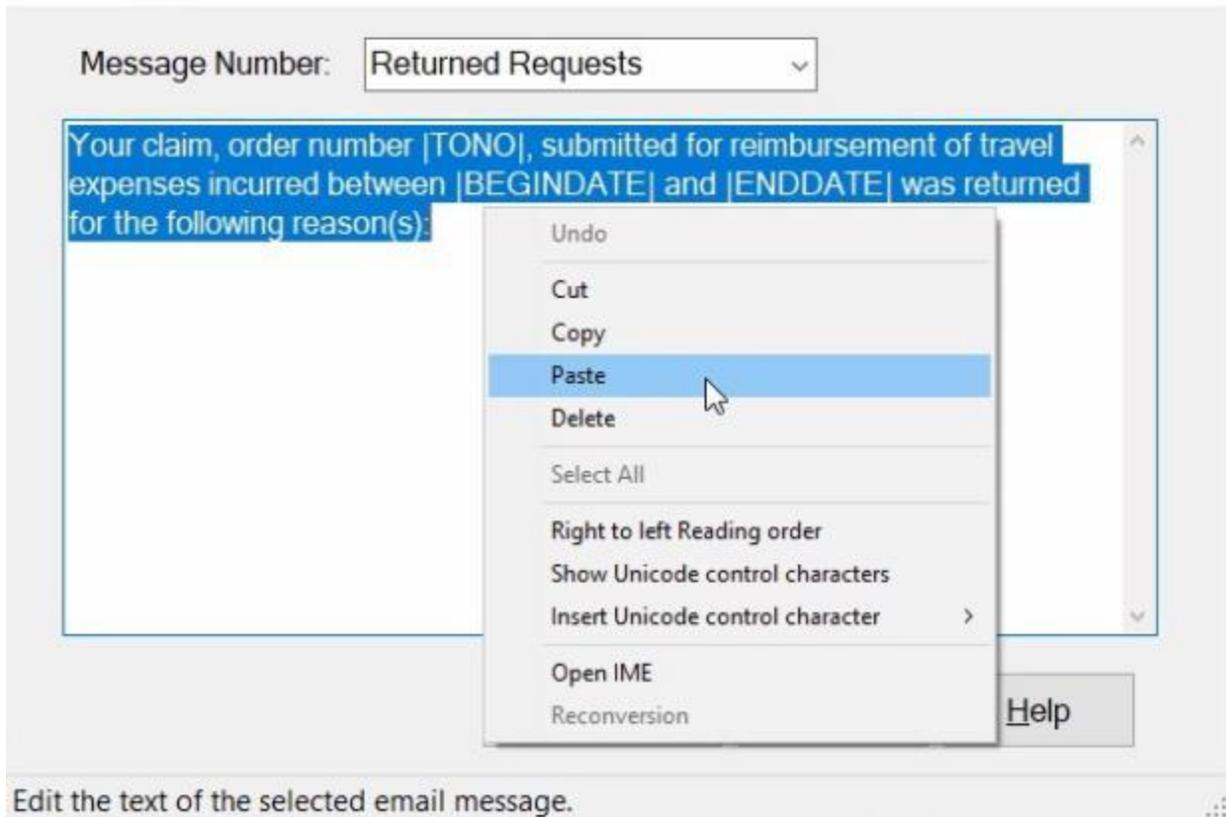 Message Number: Returned Requests
Your claim, order number |TONO|, submitted for reimbursement of travel
expenses incurred between |BEGINDATE| and |ENDDATE| was returned
for the following reason(s):
Undo
Cut
Copy
Paste
Delete
Select All
Right to left Reading order
Show Unicode control characters
Insert Unicode control character
Open IME
Reconversion
Help
Edit the text of the selected email message.